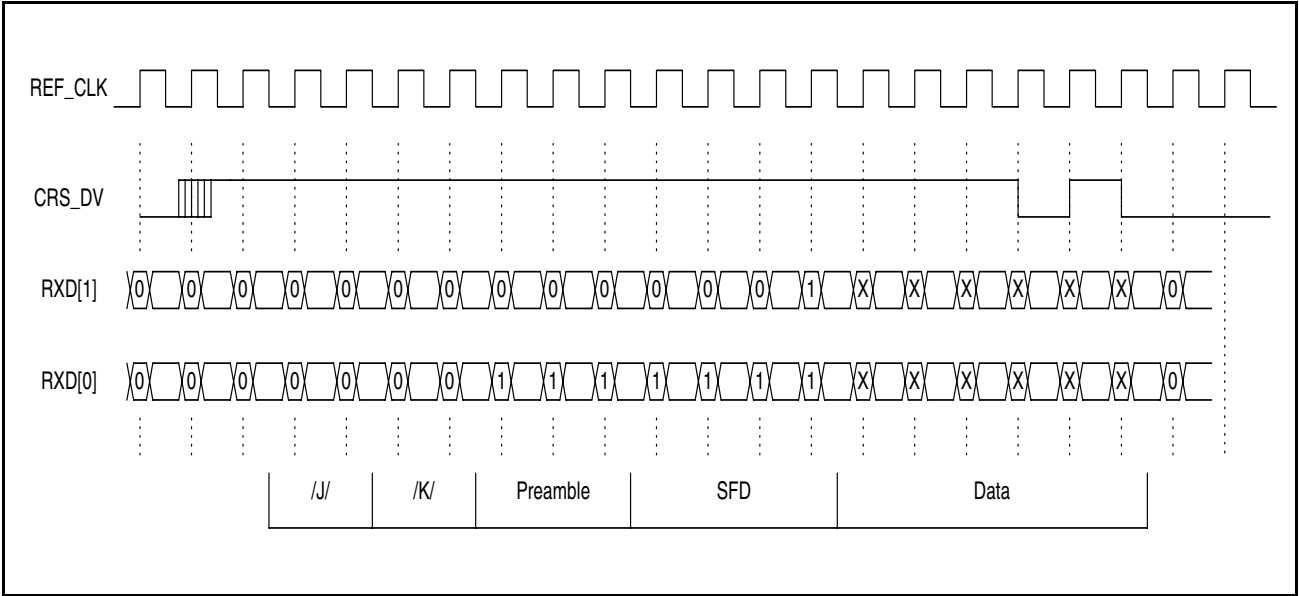 REF_CLK
CRS_DV
RXD[1] 0 0 0 0 0 0 0 0 0 0 0 0 0 1 X X X X X X 0
RXD[0] 0 0 0 0 0 0 0 1 1 1 1 1 1 1 X X X X X X 0
/J/ /K/ Preamble SFD Data